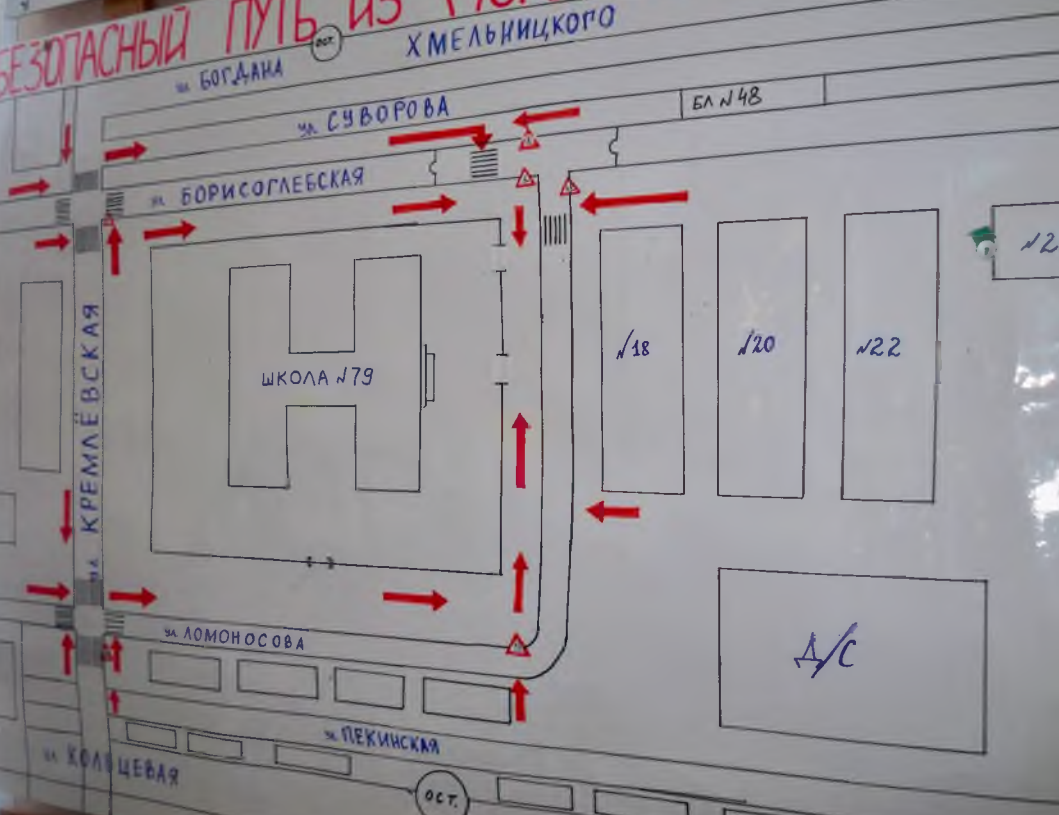 БЕЗОПАСНЫЙ ПУТЬ ИЗ
ул БОГДАНА
ОСТ.
ХМЕЛЬНИЦКОГО
ул СУВОРОВА
БЛ №48
ул БОРИСОГЛЕБСКАЯ
№2
ШКОЛА №79
№18
№20
№22
ул КРЕМЛЁВСКАЯ
ул ЛОМОНОСОВА
Д/С
ул ПЕКИНСКАЯ
ул КОЛЬЦЕВАЯ
ОСТ.